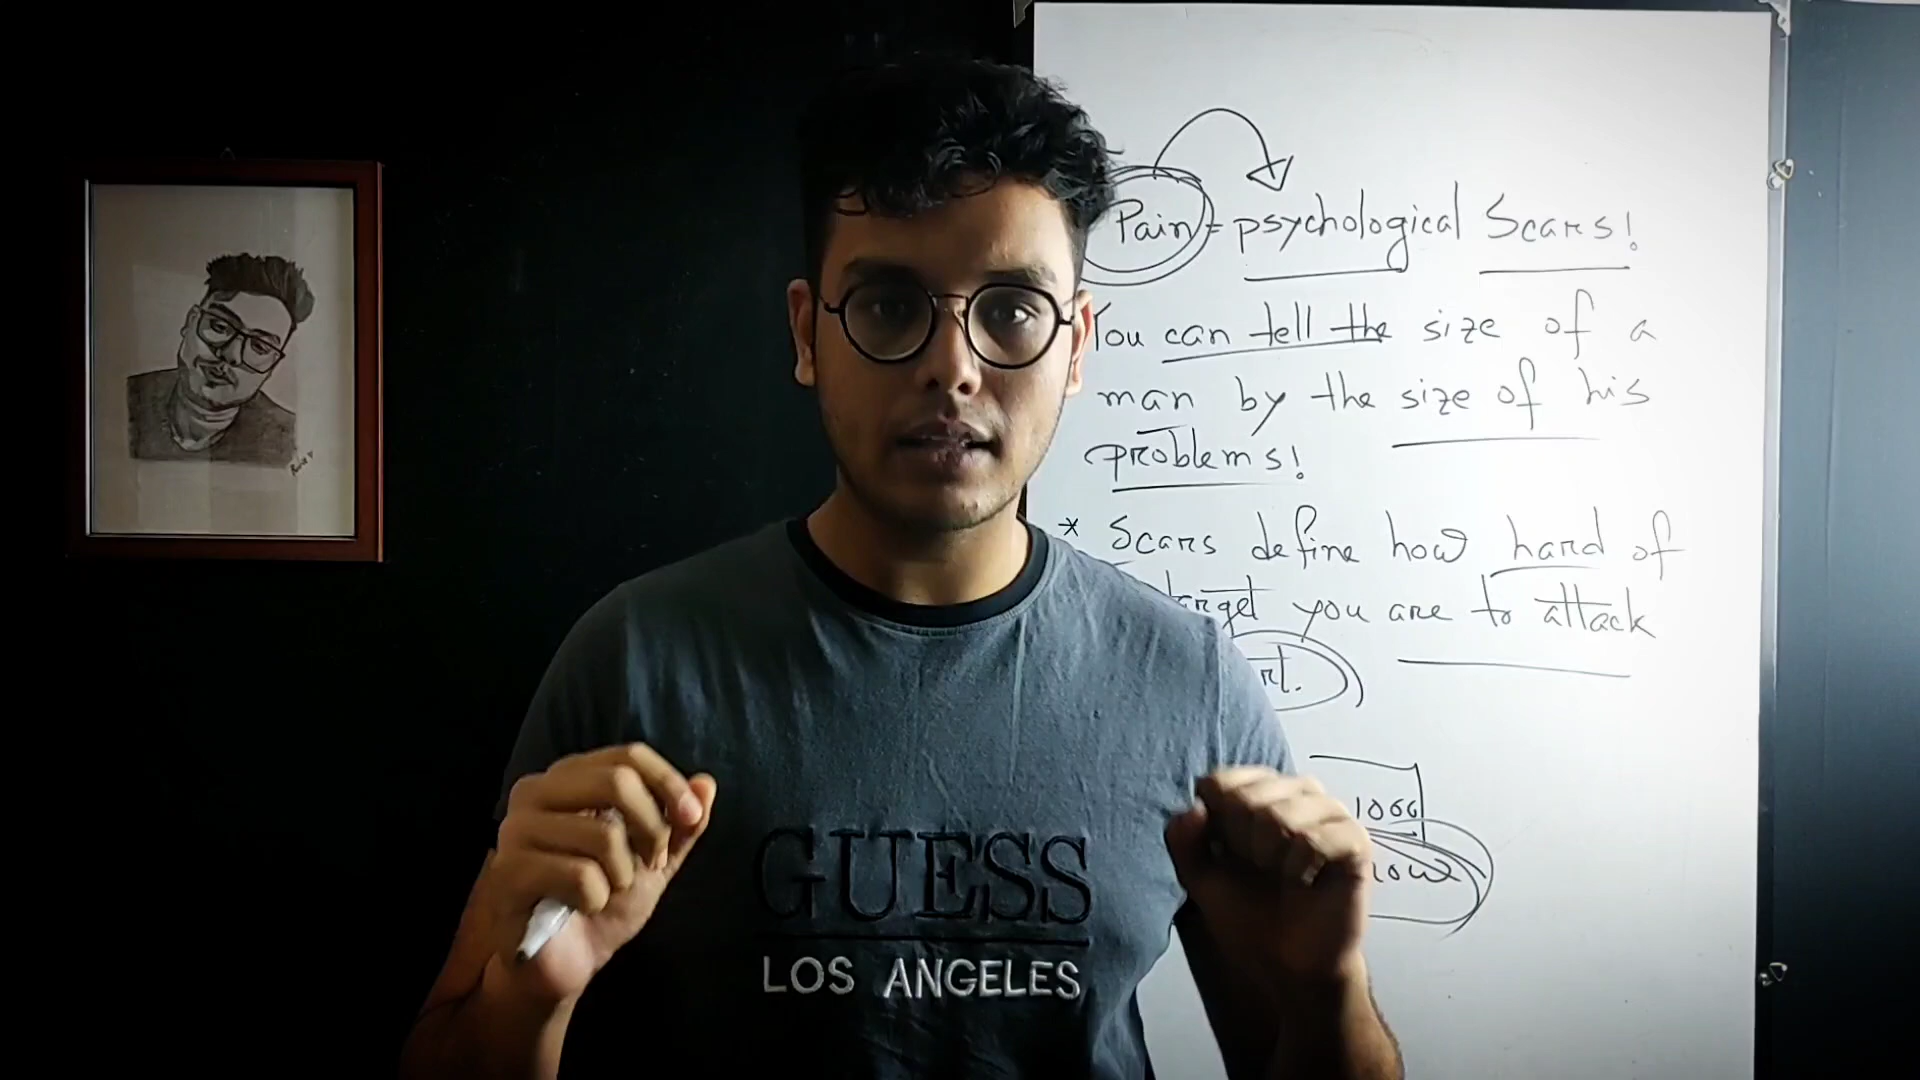 Pain = psychological Scars!
You can tell the size of a
man by the size of his
problems!
* Scars define how hard of
target you are to attack
GUESS
LOS ANGELES